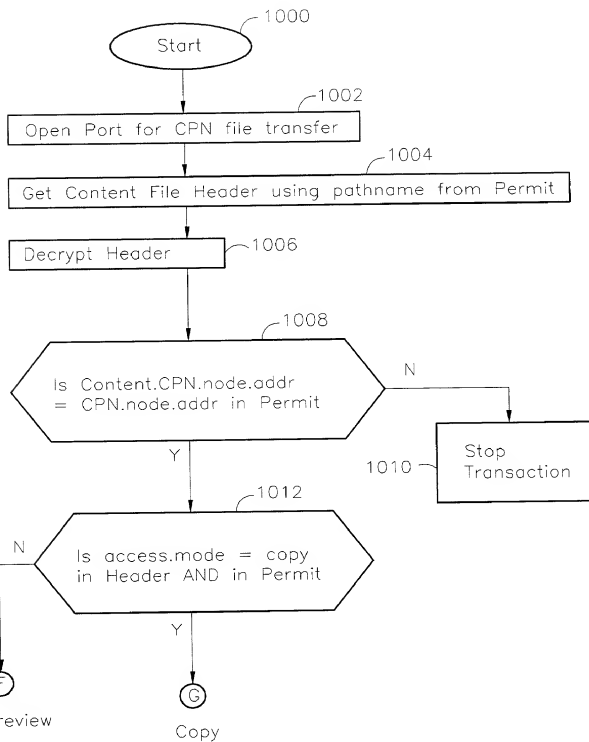 1000
Start
1002
Open Port for CPN file transfer
1004
Get Content File Header using pathname from Permit
Decrypt Header
1006
1008
Is Content.CPN.node.addr
= CPN.node.addr in Permit
N
Y
1010
Stop
Transaction
1012
Is access.mode = copy
in Header AND in Permit
N
Y
F
G
review
Copy